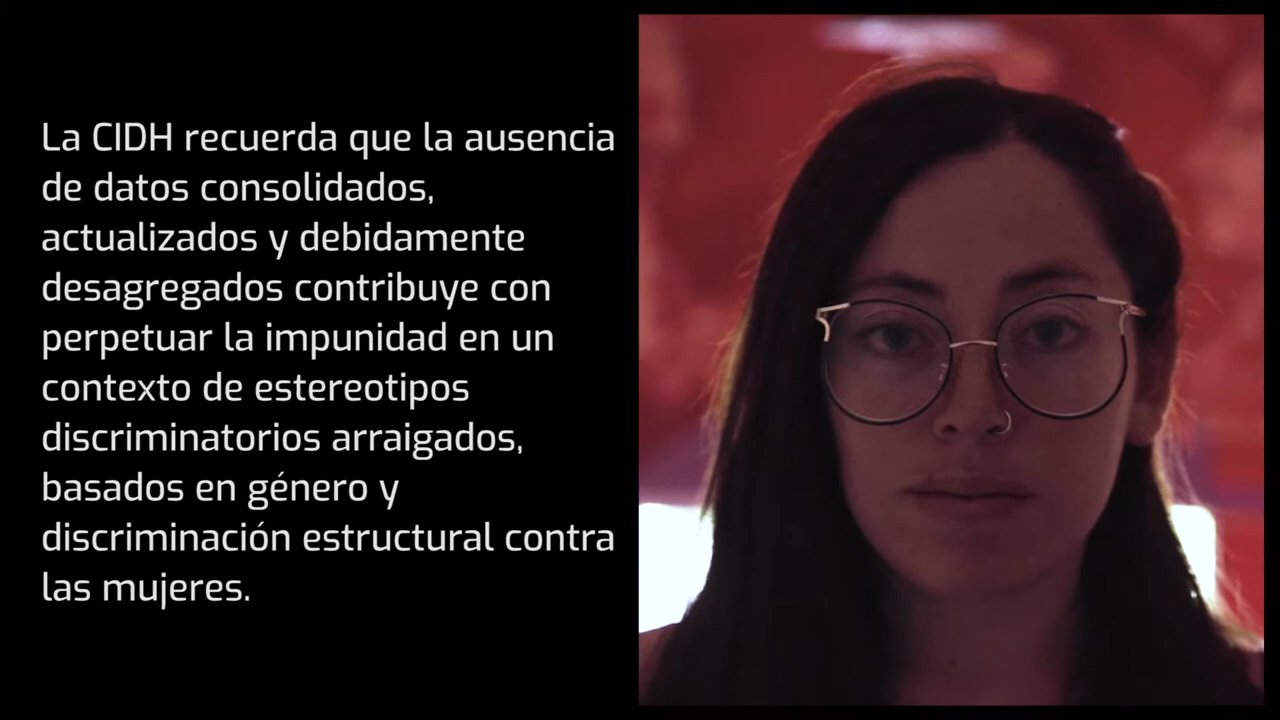 La CIDH recuerda que la ausencia
de datos consolidados,
actualizados y debidamente
desagregados contribuye con
perpetuar la impunidad en un
contexto de estereotipos
discriminatorios arraigados,
basados en género y
discriminación estructural contra
las mujeres.